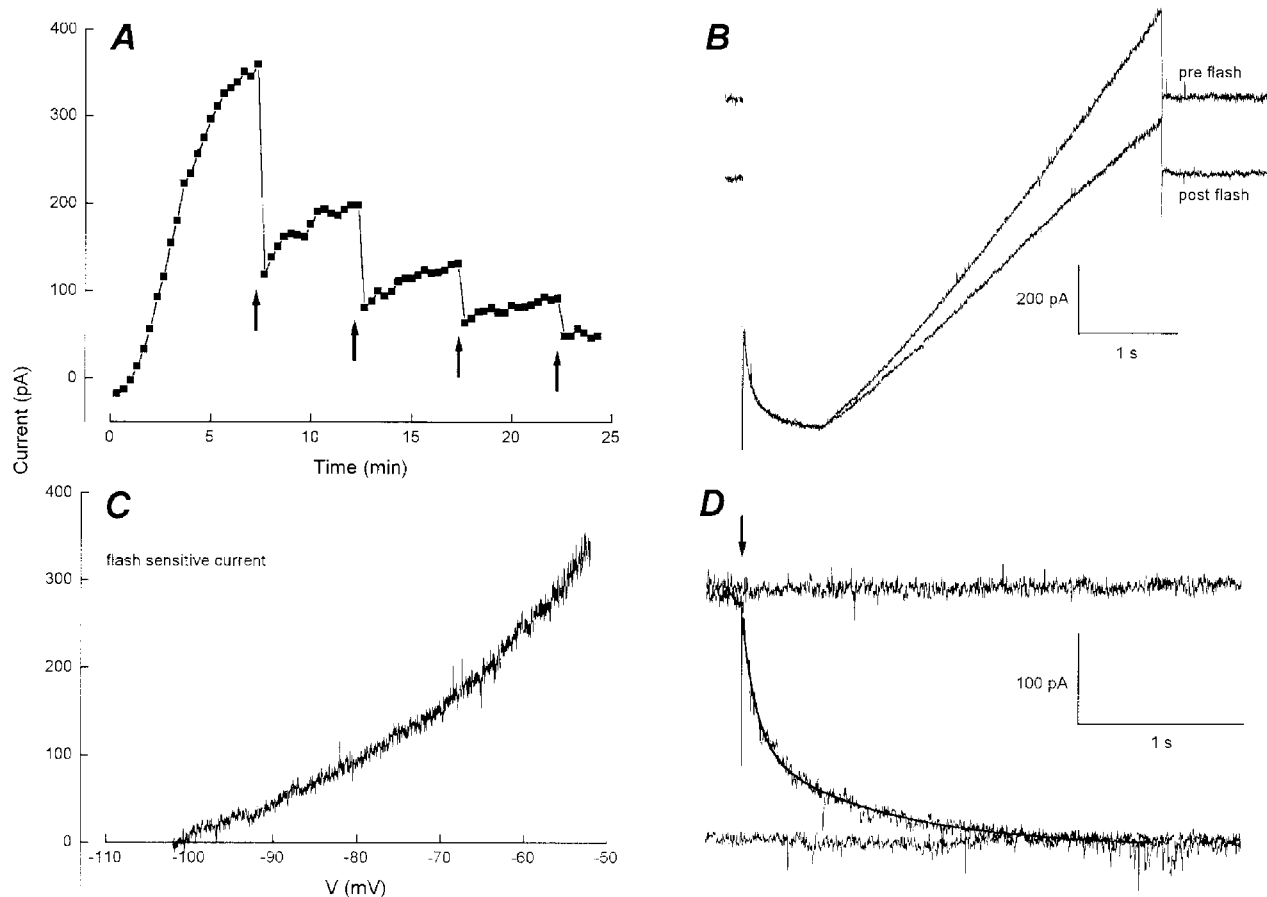 A
400
300
200
100
0
Current (pA)
0 5 10 15 20 25
Time (min)
B
pre flash
post flash
200 pA
1 s
C
400
flash sensitive current
300
200
100
0
-110 -100 -90 -80 -70 -60 -50
V (mV)
D
100 pA
1 s